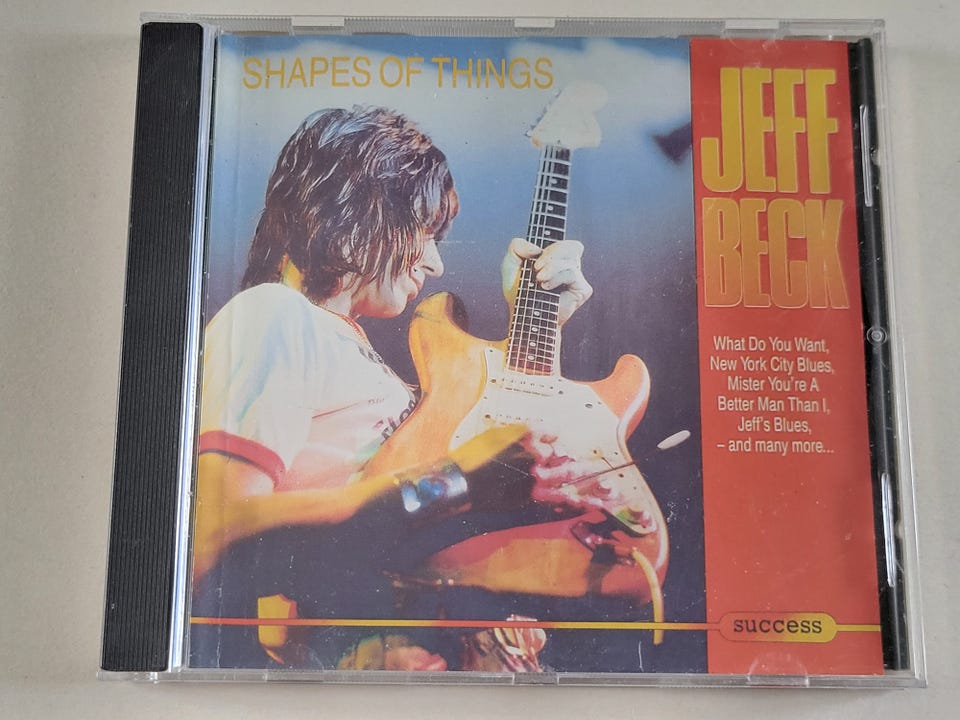 SHAPES OF THINGS
JEFF
BECK
What Do You Want,
New York City Blues,
Mister You're A
Better Man Than I,
Jeff's Blues,
– and many more...
success